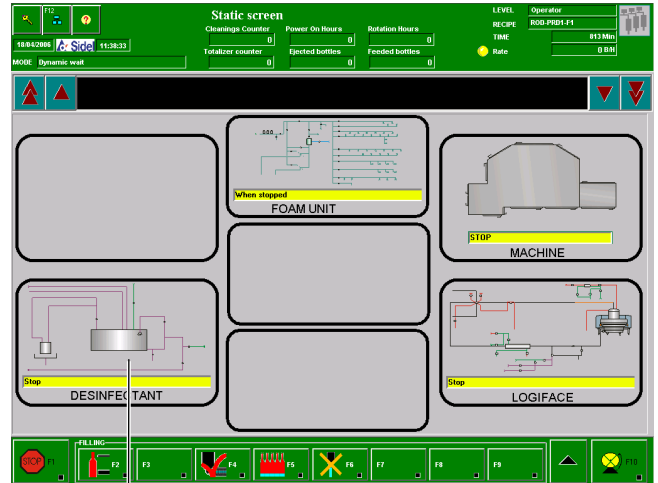 F12
Static screen
LEVEL Operator
Cleanings Counter Power On Hours Rotation Hours
RECIPE ROD-PRD1-F1
0 0 0
TIME 813 Min
18/04/2006 Sidel 11:38:33
Totalizer counter Ejected bottles Feeded bottles
Rate 0 B/H
MODE Dynamic wait
0 0 0
When stopped
FOAM UNIT
STOP
MACHINE
Stop
DESINFECTANT
Stop
LOGIFACE
FILLING
STOP F1 F2 F3 F4 F5 F6 F7 F8 F9 F10